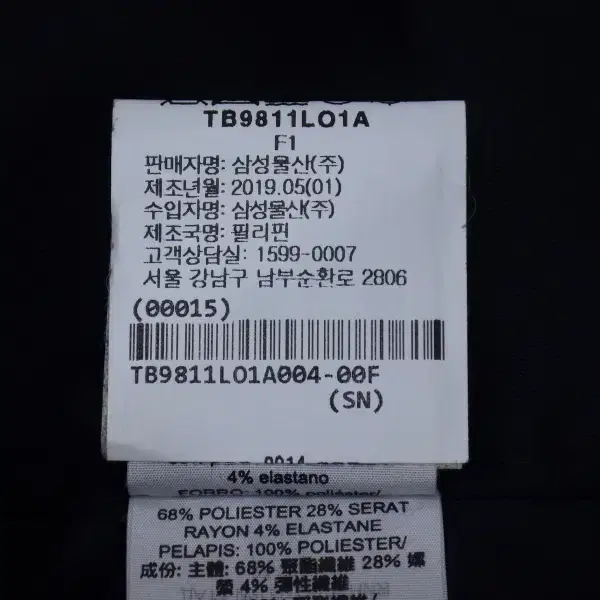 TB9811LO1A
F1
판매자명: 삼성물산(주)
제조년월: 2019.05(01)
수입자명: 삼성물산(주)
제조국명: 필리핀
고객상담실: 1599-0007
서울 강남구 남부순환로 2806
(00015)
TB9811LO1A004-00F
(SN)
4% elastano
FORRO: 100% poliéster/
68% POLIESTER 28% SERAT
RAYON 4% ELASTANE
PELAPIS: 100% POLIESTER/
成份: 主體: 68% 聚酯纖維 28% 嫘
縈 4% 彈性纖維